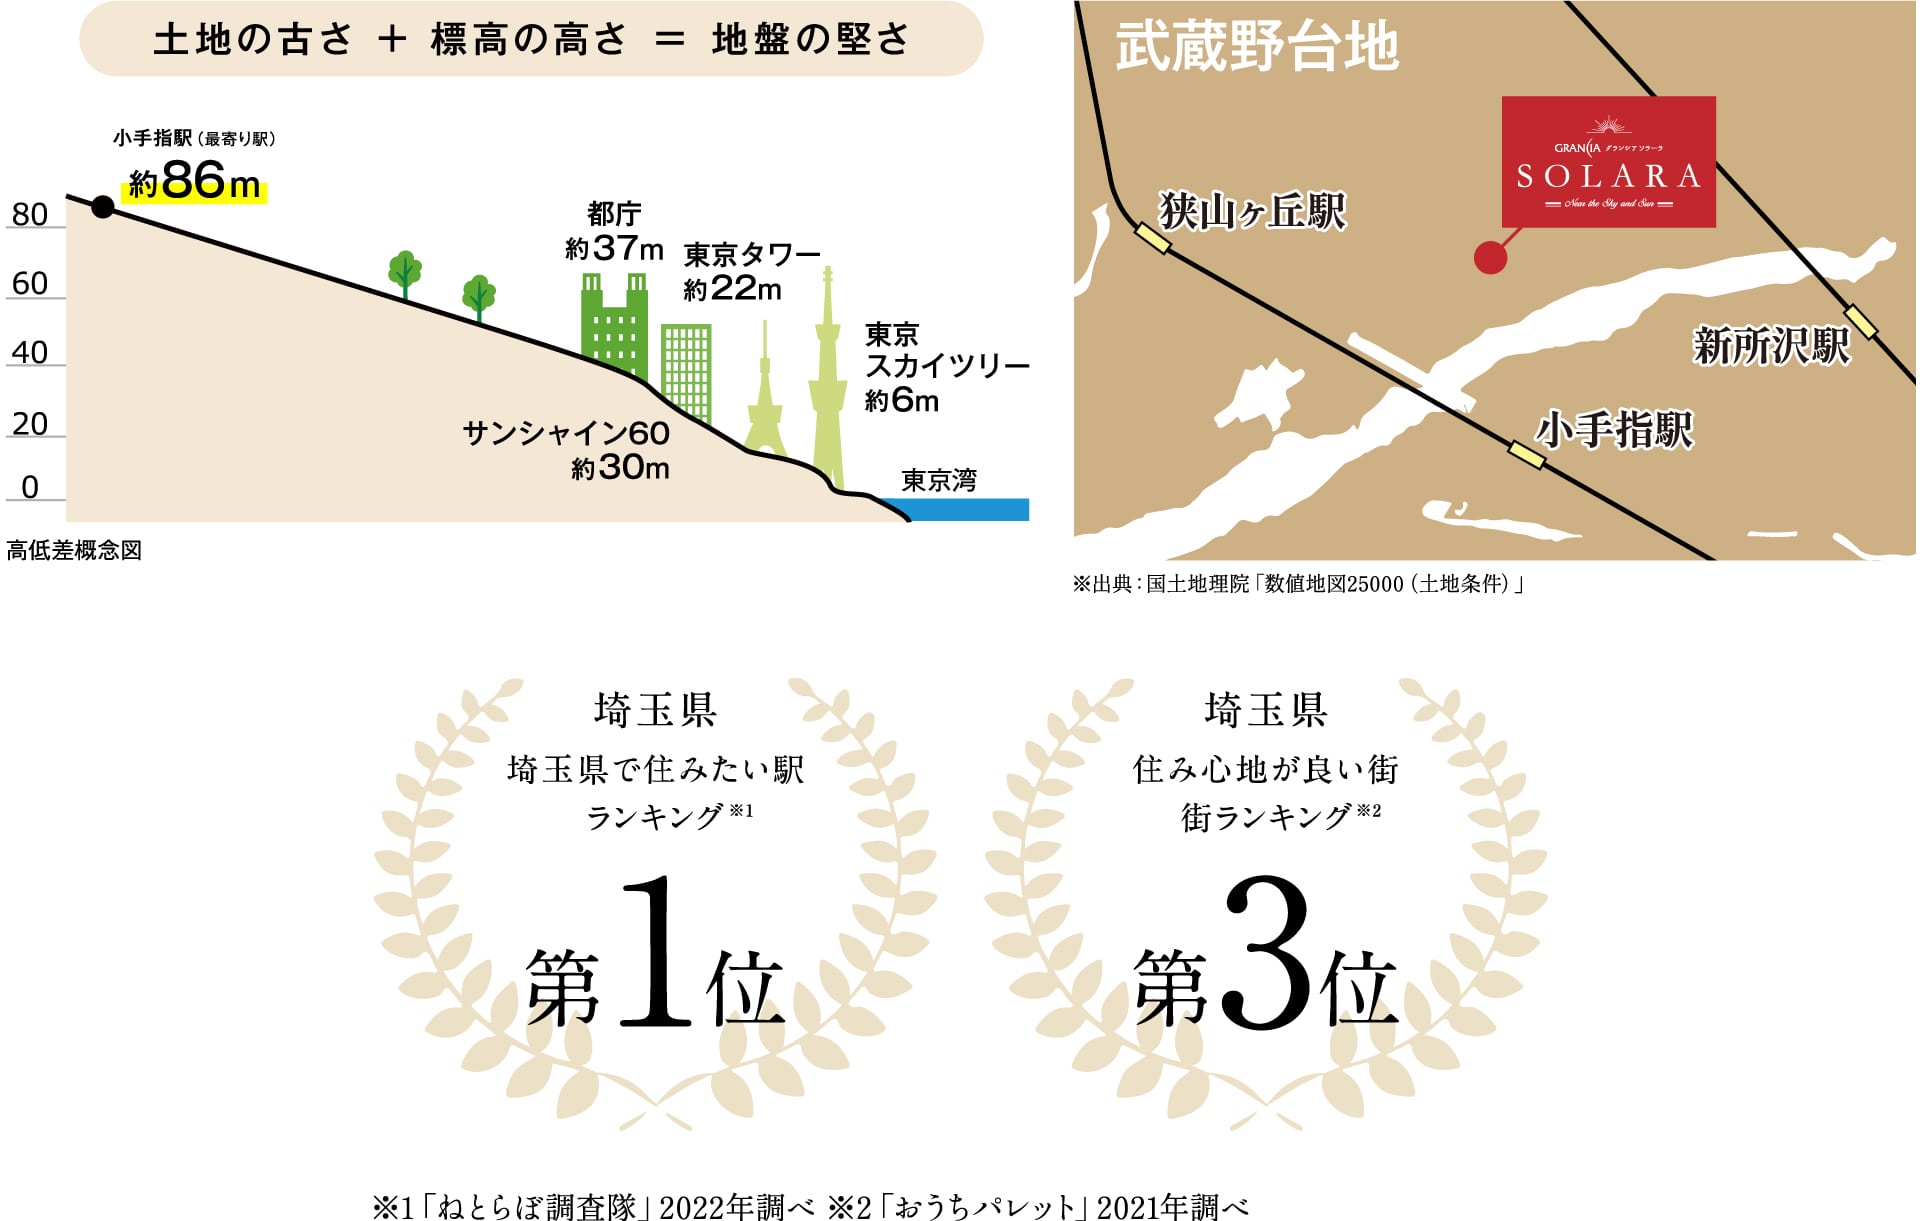 土地の古さ ＋ 標高の高さ ＝ 地盤の堅さ
小手指駅（最寄り駅）
約86m
80
60
40
20
0
都庁
約37m
東京タワー
約22m
東京
スカイツリー
約6m
サンシャイン60
約30m
東京湾
高低差概念図
武蔵野台地
GRANCIA グランシア ソラーラ
SOLARA
Near the Sky and Sun
狭山ヶ丘駅
新所沢駅
小手指駅
※出典：国土地理院「数値地図25000（土地条件）」
埼玉県
埼玉県で住みたい駅
ランキング※1
第1位
埼玉県
住み心地が良い街
街ランキング※2
第3位
※1「ねとらぼ調査隊」2022年調べ ※2「おうちパレット」2021年調べ